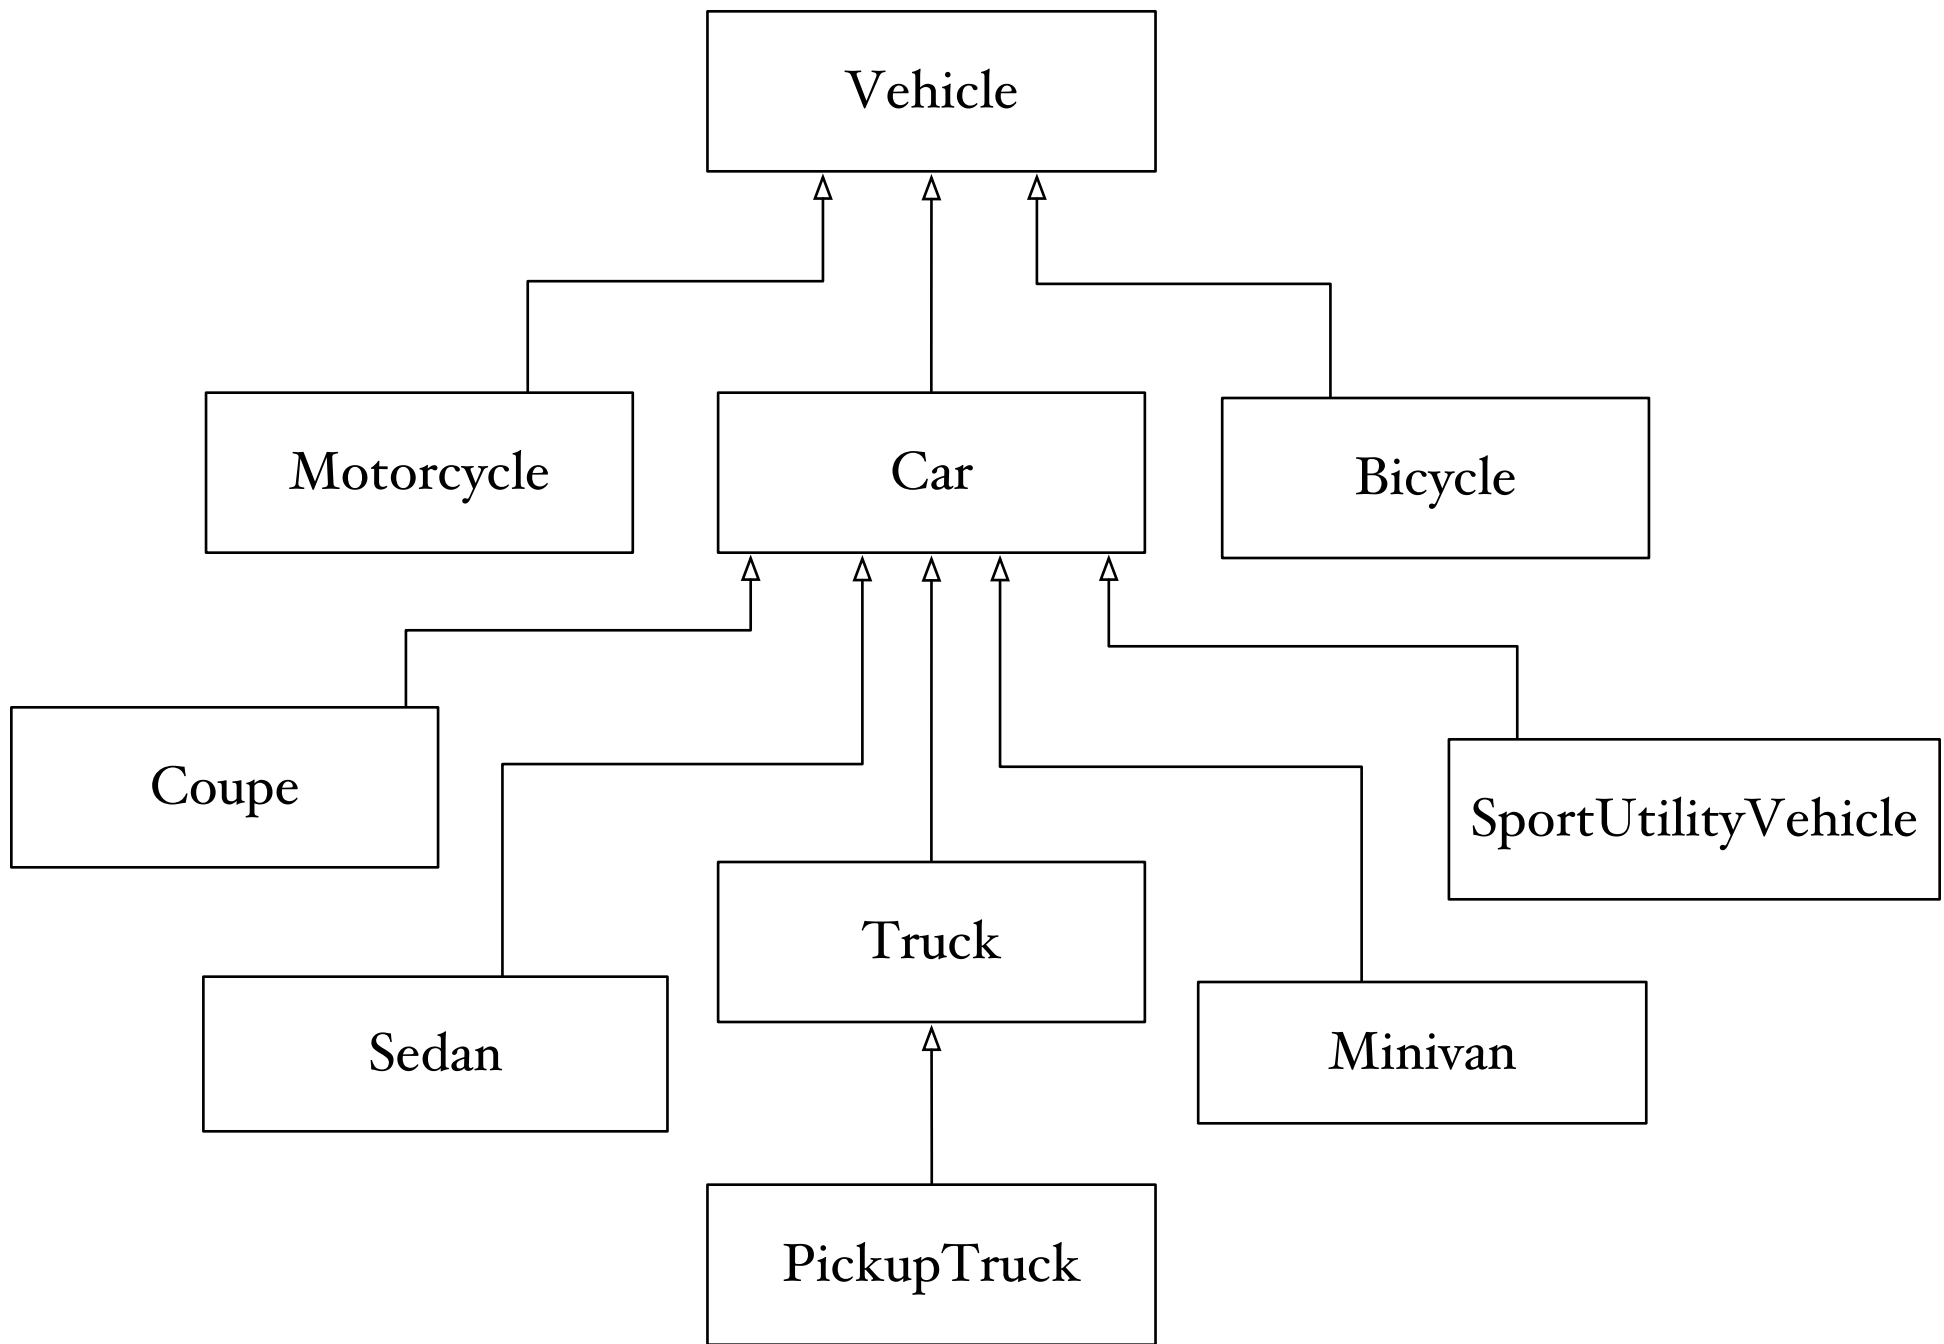 Vehicle
Motorcycle
Car
Bicycle
Coupe
SportUtilityVehicle
Truck
Sedan
Minivan
PickupTruck